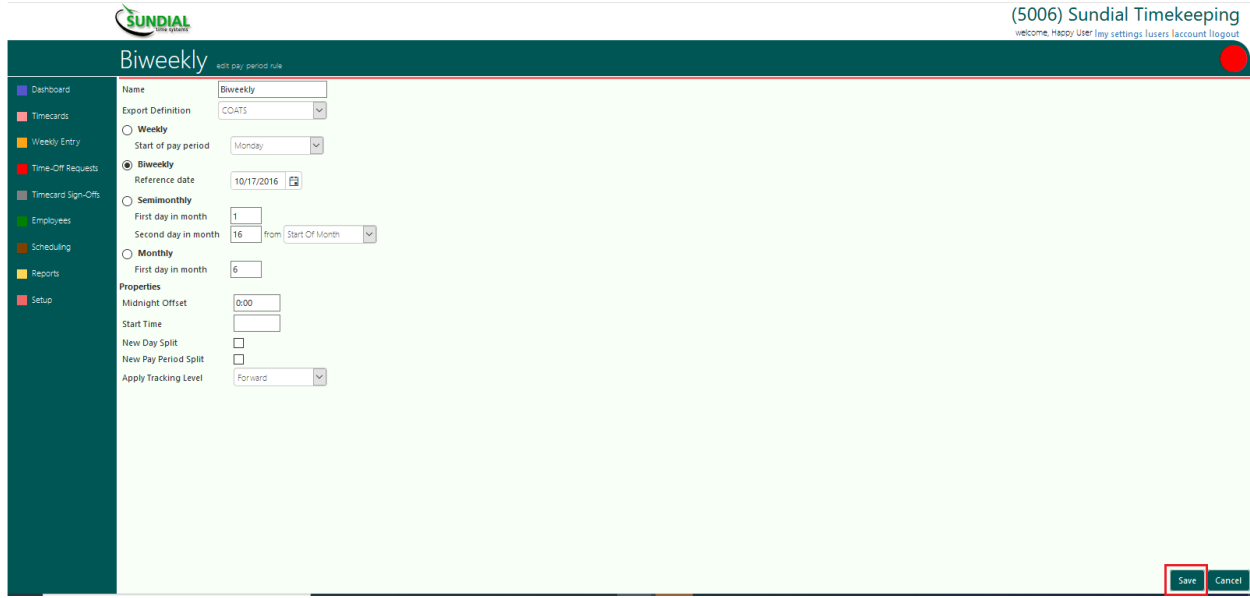 SUNDIAL
time systems
(5006) Sundial Timekeeping
welcome, Happy User |my settings |users |account |logout
Biweekly edit pay period rule
Dashboard
Timecards
Weekly Entry
Time-Off Requests
Timecard Sign-Offs
Employees
Scheduling
Reports
Setup
Name Biweekly
Export Definition COATS
Weekly
Start of pay period Monday
Biweekly
Reference date 10/17/2016
Semimonthly
First day in month 1
Second day in month 16 from Start Of Month
Monthly
First day in month 6
Properties
Midnight Offset 0:00
Start Time
New Day Split
New Pay Period Split
Apply Tracking Level Forward
Save Cancel